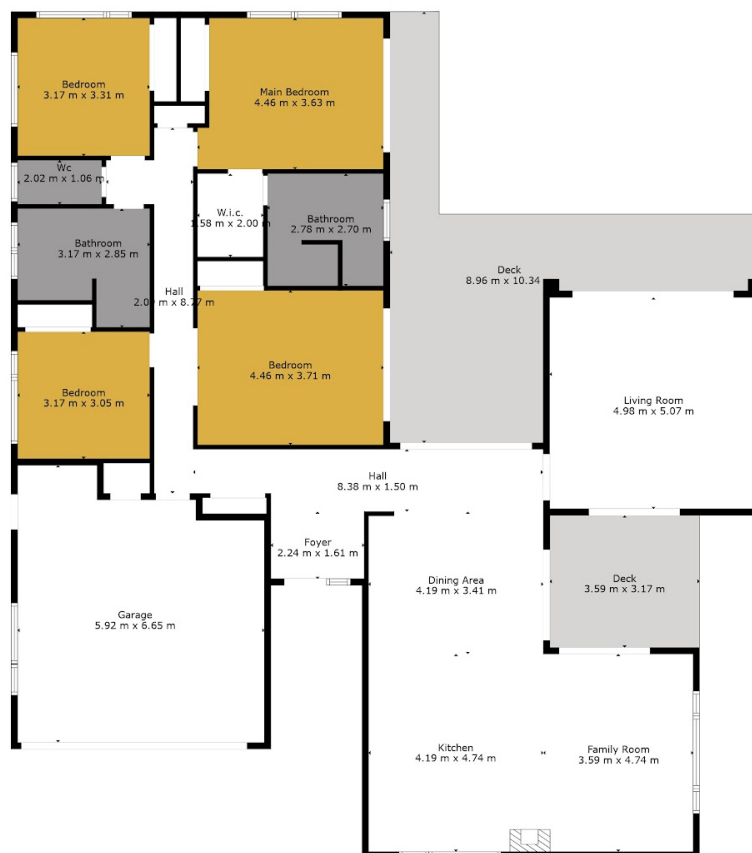 Bedroom
3.17 m x 3.31 m
Main Bedroom
4.46 m x 3.63 m
Wc
2.02 m x 1.06 m
W.i.c.
1.58 m x 2.00 m
Bathroom
2.78 m x 2.70 m
Bathroom
3.17 m x 2.85 m
Hall
2.09 m x 8.77 m
Deck
8.96 m x 10.34
Bedroom
3.17 m x 3.05 m
Bedroom
4.46 m x 3.71 m
Living Room
4.98 m x 5.07 m
Hall
8.38 m x 1.50 m
Foyer
2.24 m x 1.61 m
Dining Area
4.19 m x 3.41 m
Deck
3.59 m x 3.17 m
Garage
5.92 m x 6.65 m
Kitchen
4.19 m x 4.74 m
Family Room
3.59 m x 4.74 m